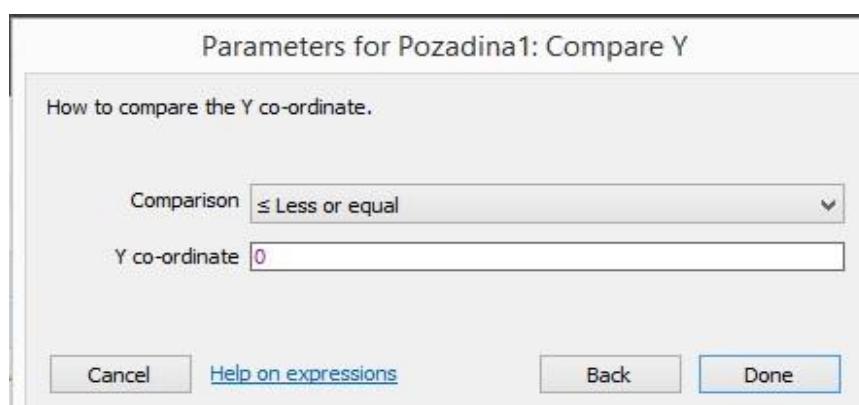 Parameters for Pozadina1: Compare Y
How to compare the Y co-ordinate.
Comparison ≤ Less or equal
Y co-ordinate 0
Cancel Help on expressions Back Done